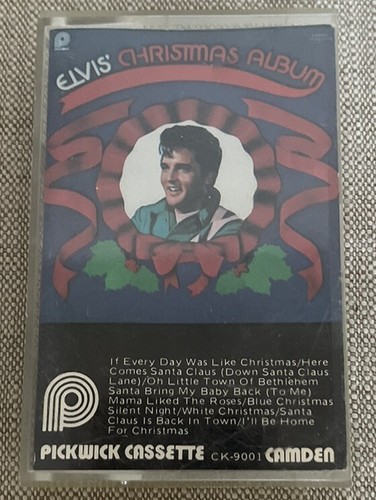 ELVIS' CHRISTMAS ALBUM
If Every Day Was Like Christmas/Here
Comes Santa Claus (Down Santa Claus
Lane)/Oh Little Town Of Bethlehem
Santa Bring My Baby Back (To Me)
Mama Liked The Roses/Blue Christmas
Silent Night/White Christmas/Santa
Claus Is Back In Town/I'll Be Home
For Christmas
PICKWICK CASSETTE CK-9001 CAMDEN